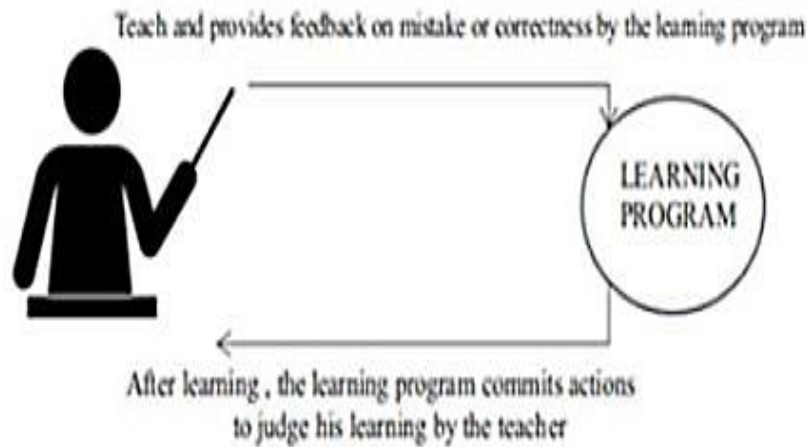 Teach and provides feedback on mistake or correctness by the learning program
LEARNING
PROGRAM
After learning , the learning program commits actions
to judge his learning by the teacher